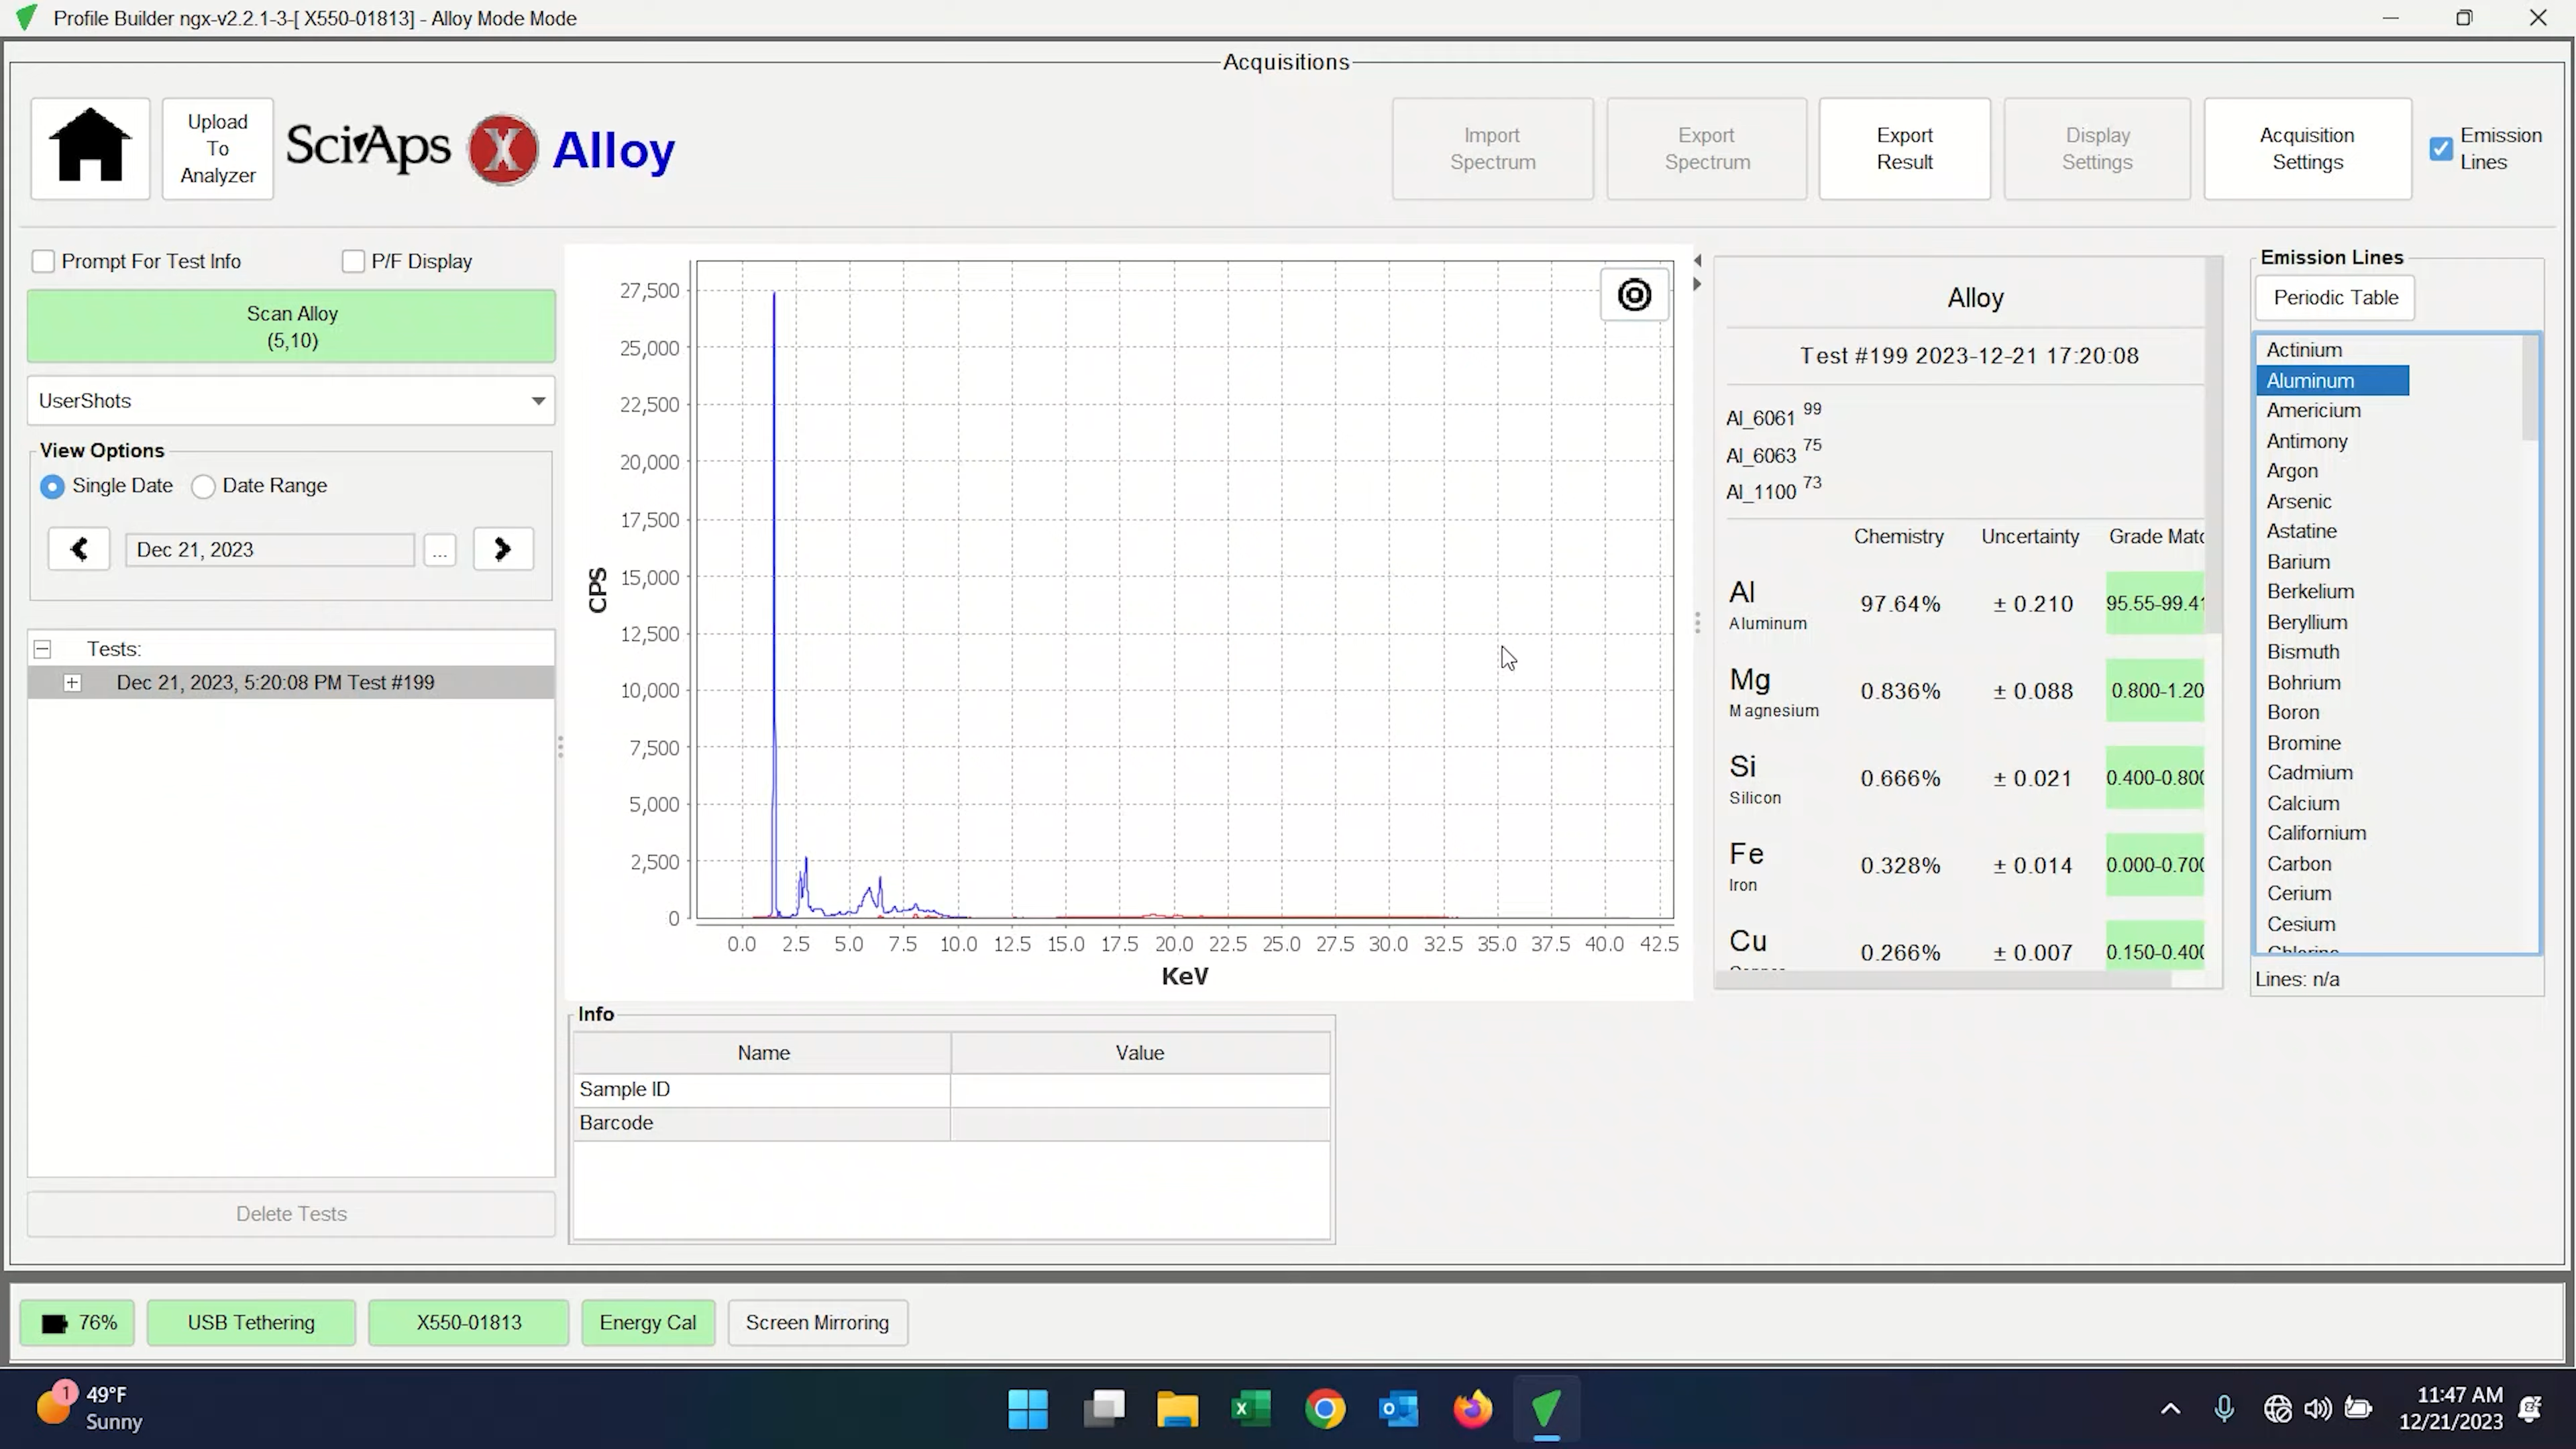 Profile Builder ngx-v2.2.1-3-[ X550-01813] - Alloy Mode Mode
Acquisitions
Upload
To
Analyzer
SciAps X Alloy
Import
Spectrum
Export
Spectrum
Export
Result
Display
Settings
Acquisition
Settings
Emission
Lines
Prompt For Test Info
P/F Display
Scan Alloy
(5,10)
UserShots
View Options
Single Date
Date Range
Dec 21, 2023
...
Tests:
Dec 21, 2023, 5:20:08 PM Test #199
Delete Tests
CPS
27,500
25,000
22,500
20,000
17,500
15,000
12,500
10,000
7,500
5,000
2,500
0
0.0 2.5 5.0 7.5 10.0 12.5 15.0 17.5 20.0 22.5 25.0 27.5 30.0 32.5 35.0 37.5 40.0 42.5
KeV
Info
Name Value
Sample ID
Barcode
Alloy
Test #199 2023-12-21 17:20:08
Al_6061 99
Al_6063 75
Al_1100 73
Chemistry Uncertainty Grade Matc
Al 97.64% ± 0.210 95.55-99.41
Aluminum
Mg 0.836% ± 0.088 0.800-1.20
Magnesium
Si 0.666% ± 0.021 0.400-0.800
Silicon
Fe 0.328% ± 0.014 0.000-0.700
Iron
Cu 0.266% ± 0.007 0.150-0.400
Emission Lines
Periodic Table
Actinium
Aluminum
Americium
Antimony
Argon
Arsenic
Astatine
Barium
Berkelium
Beryllium
Bismuth
Bohrium
Boron
Bromine
Cadmium
Calcium
Californium
Carbon
Cerium
Cesium
Lines: n/a
76%
USB Tethering
X550-01813
Energy Cal
Screen Mirroring
1
49°F
Sunny
11:47 AM
12/21/2023